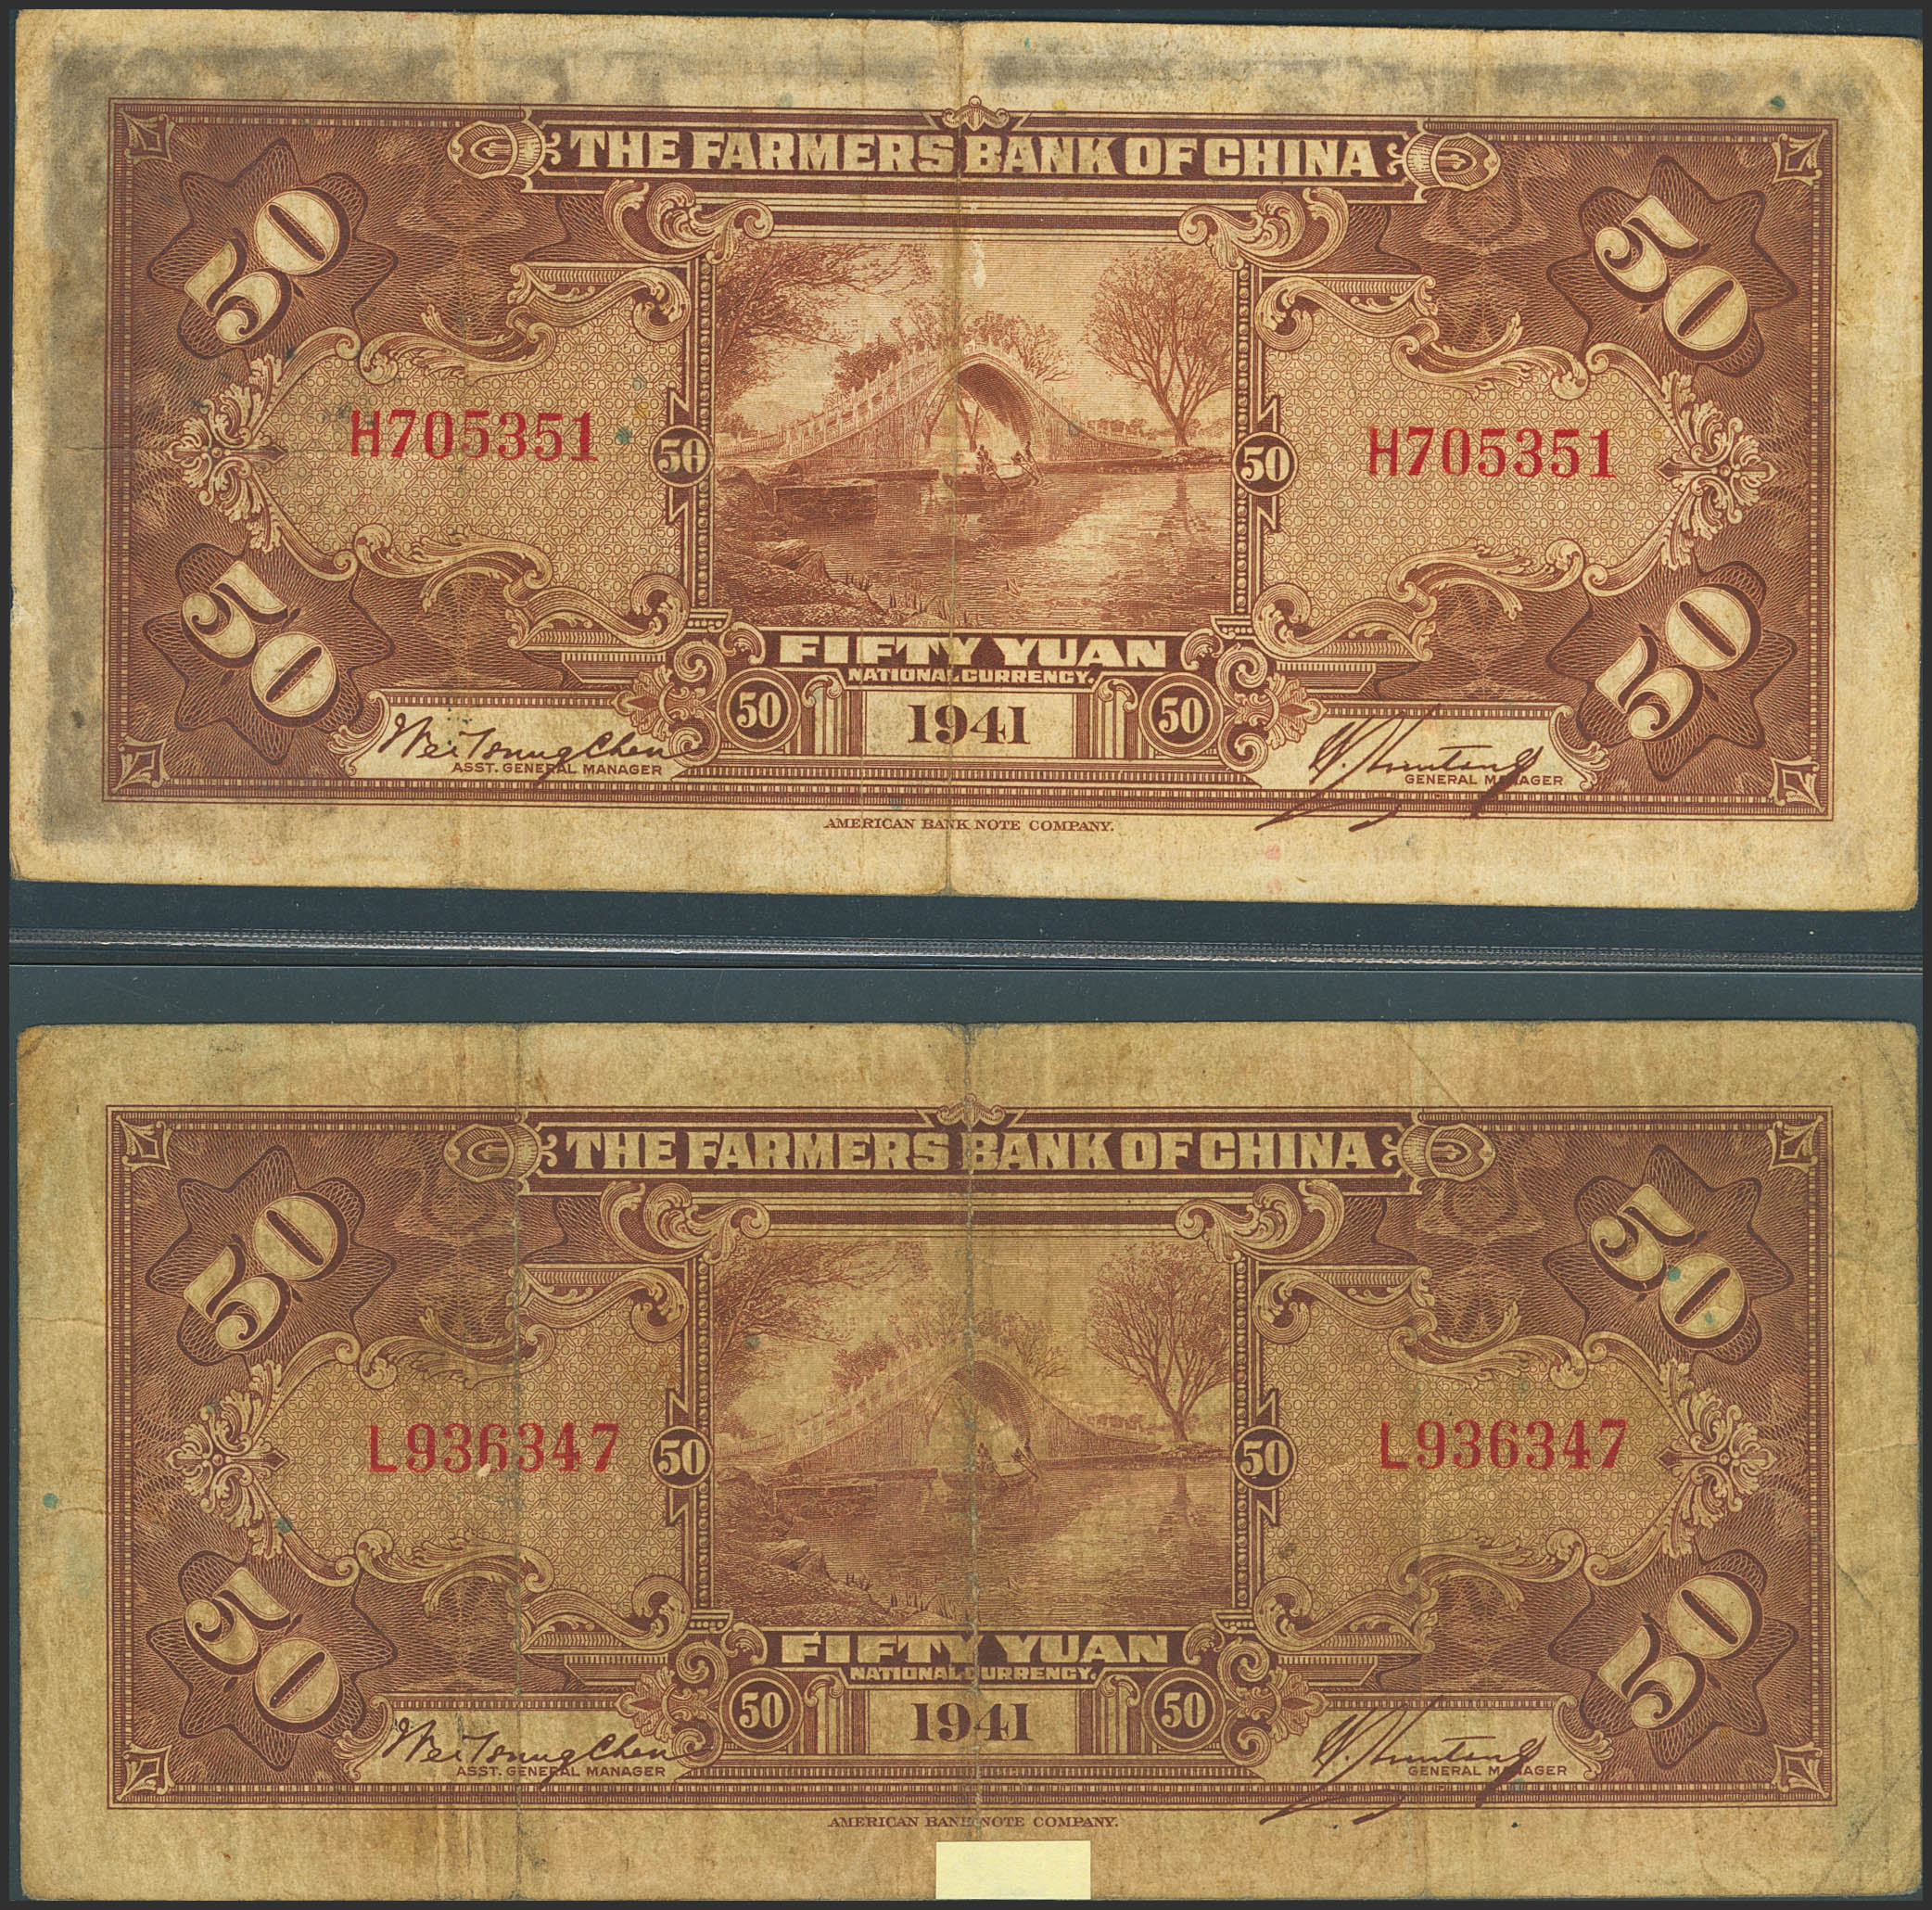 THE FARMERS BANK OF CHINA
50 50
H705351 50 50 H705351
50 50
FIFTY YUAN
NATIONAL CURRENCY.
50 1941 50
ASST. GENERAL MANAGER
GENERAL MANAGER
AMERICAN BANK NOTE COMPANY.
THE FARMERS BANK OF CHINA
50 50
L936347 50 50 L936347
50 50
FIFTY YUAN
NATIONAL CURRENCY.
50 1941 50
ASST. GENERAL MANAGER
GENERAL MANAGER
AMERICAN BANK NOTE COMPANY.